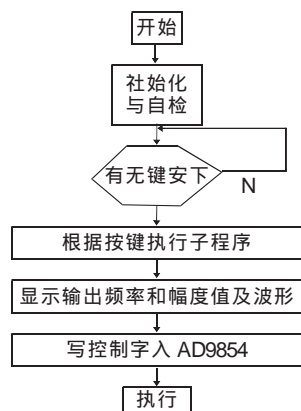 开始
社始化
与自检
有无键安下
N
根据按键执行子程序
显示输出频率和幅度值及波形
写控制字入 AD9854
执行